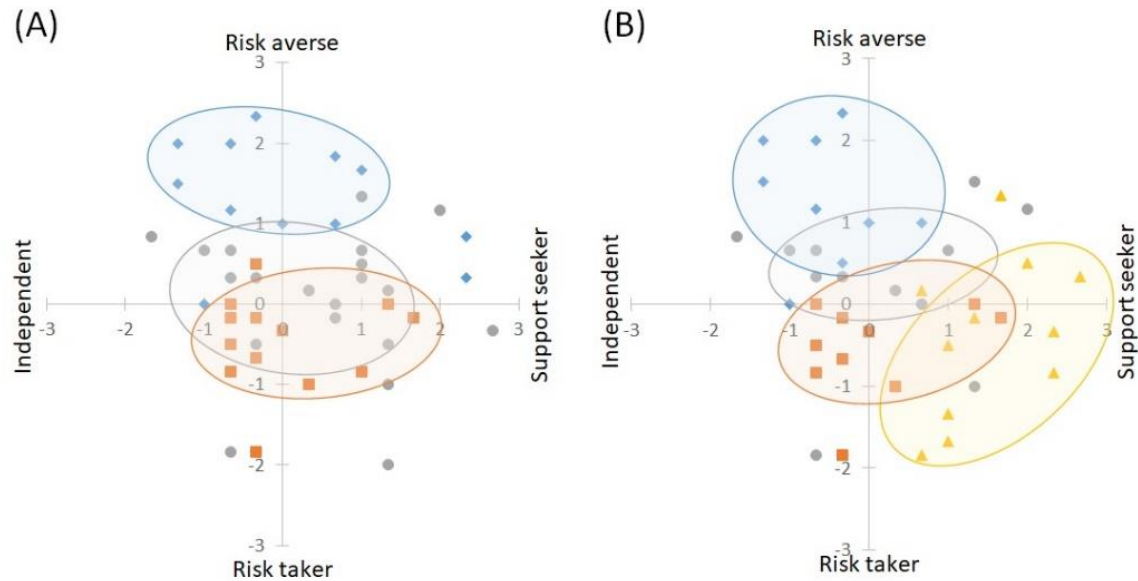 (A)
Risk averse
3
2
1
0
-1
-2
-3
-3
-2
-1
0
1
2
3
Independent
Support seeker
Risk taker
(B)
Risk averse
3
2
1
0
-1
-2
-3
-3
-2
-1
0
1
2
3
Independent
Support seeker
Risk taker